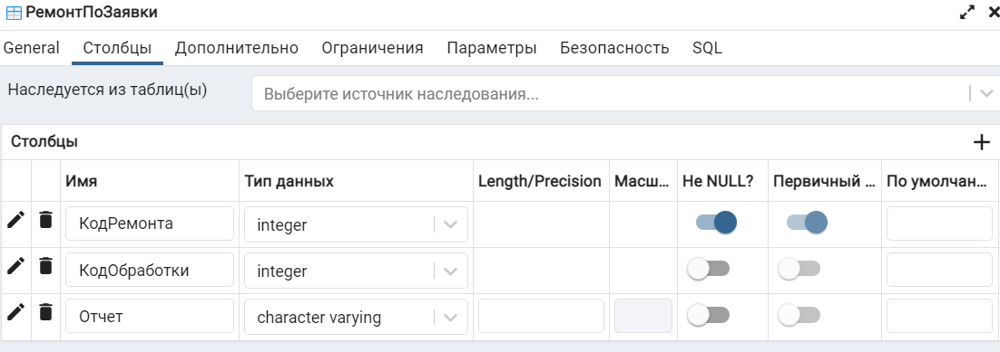 РемонтПоЗаявки
General Столбцы Дополнительно Ограничения Параметры Безопасность SQL
Наследуется из таблиц(ы) Выберите источник наследования...
Столбцы
Имя Тип данных Length/Precision Масш... Не NULL? Первичный ... По умолчан...
КодРемонта integer
КодОбработки integer
Отчет character varying